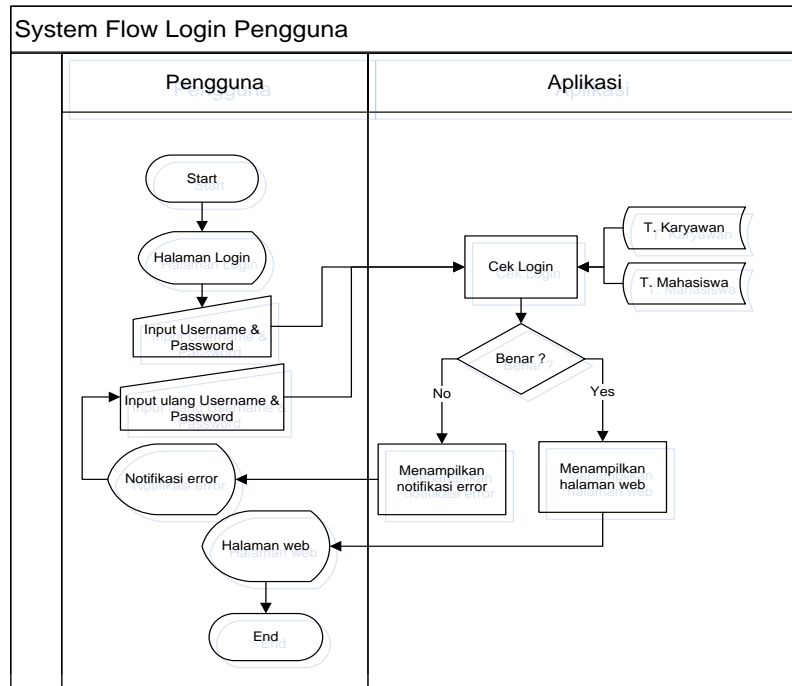 System Flow Login Pengguna
Pengguna
Aplikasi
Start
Halaman Login
Input Username &
Password
Input ulang Username &
Password
Notifikasi error
Halaman web
End
T. Karyawan
T. Mahasiswa
Cek Login
Benar ?
No
Yes
Menampilkan
notifikasi error
Menampilkan
halaman web